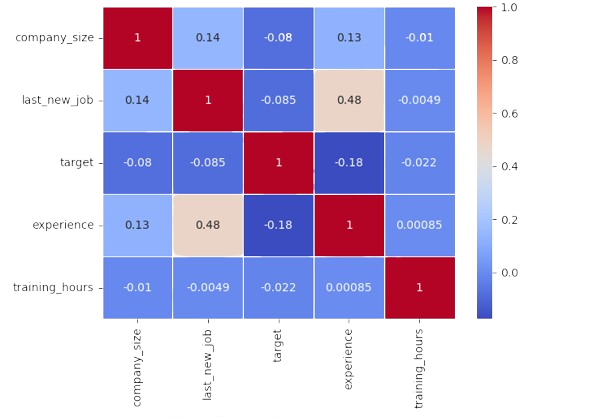 company_size 1 0.14 -0.08 0.13 -0.01
last_new_job 0.14 1 -0.085 0.48 -0.0049
target -0.08 -0.085 1 -0.18 -0.022
experience 0.13 0.48 -0.18 1 0.00085
training_hours -0.01 -0.0049 -0.022 0.00085 1
company_size
last_new_job
target
experience
training_hours
1.0
0.8
0.6
0.4
0.2
0.0